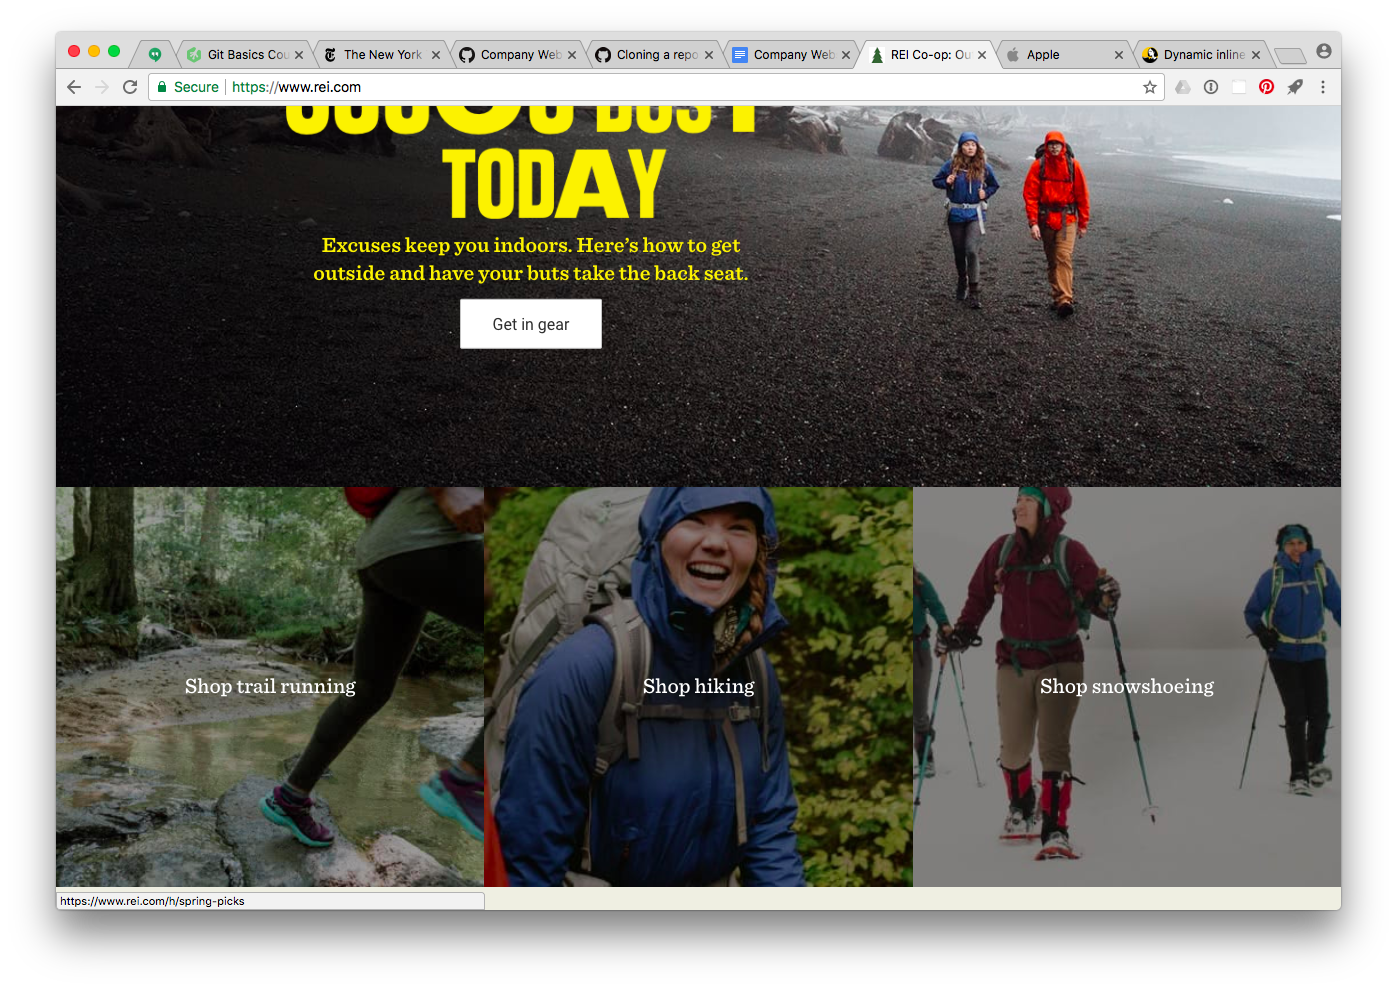 Git Basics Cou
The New York
Company Web
Cloning a repo
Company Web
REI Co-op: Ou
Apple
Dynamic inline
Secure
https://www.rei.com
TODAY
Excuses keep you indoors. Here’s how to get
outside and have your buts take the back seat.
Get in gear
Shop trail running
Shop hiking
Shop snowshoeing
https://www.rei.com/h/spring-picks